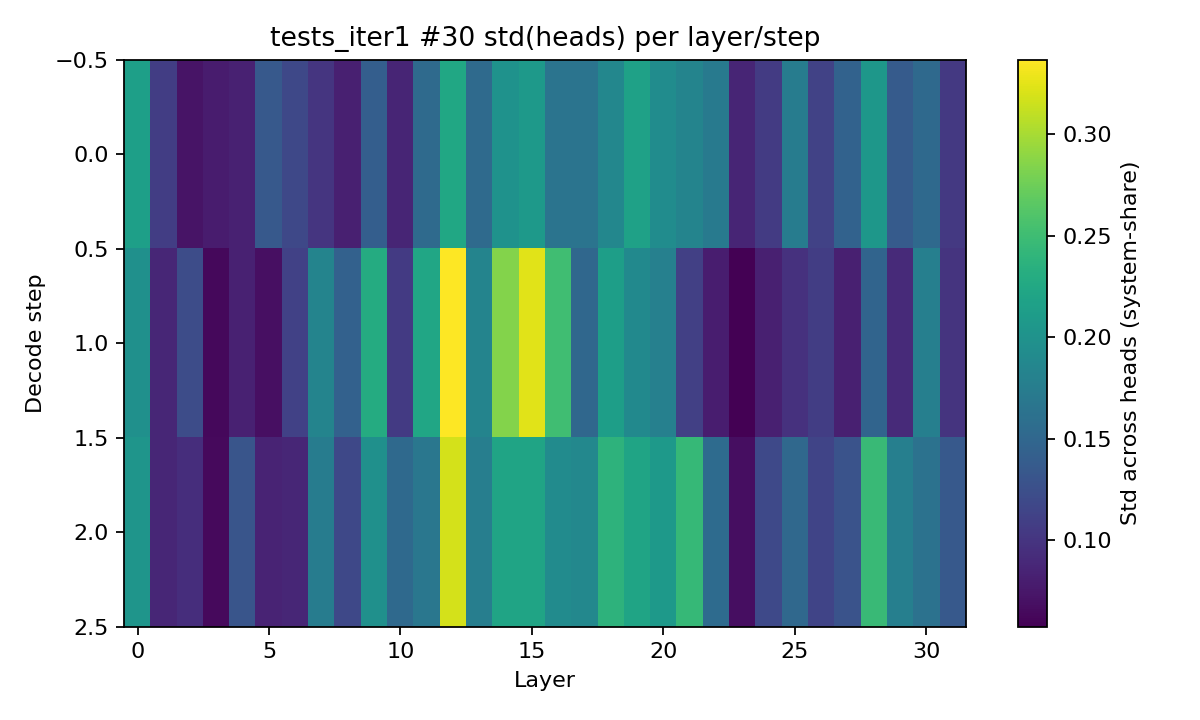 tests_iter1 #30 std(heads) per layer/step
−0.5
0.0
0.5
1.0
1.5
2.0
2.5
Decode step
0 5 10 15 20 25 30
Layer
0.30
0.25
0.20
0.15
0.10
Std across heads (system-share)